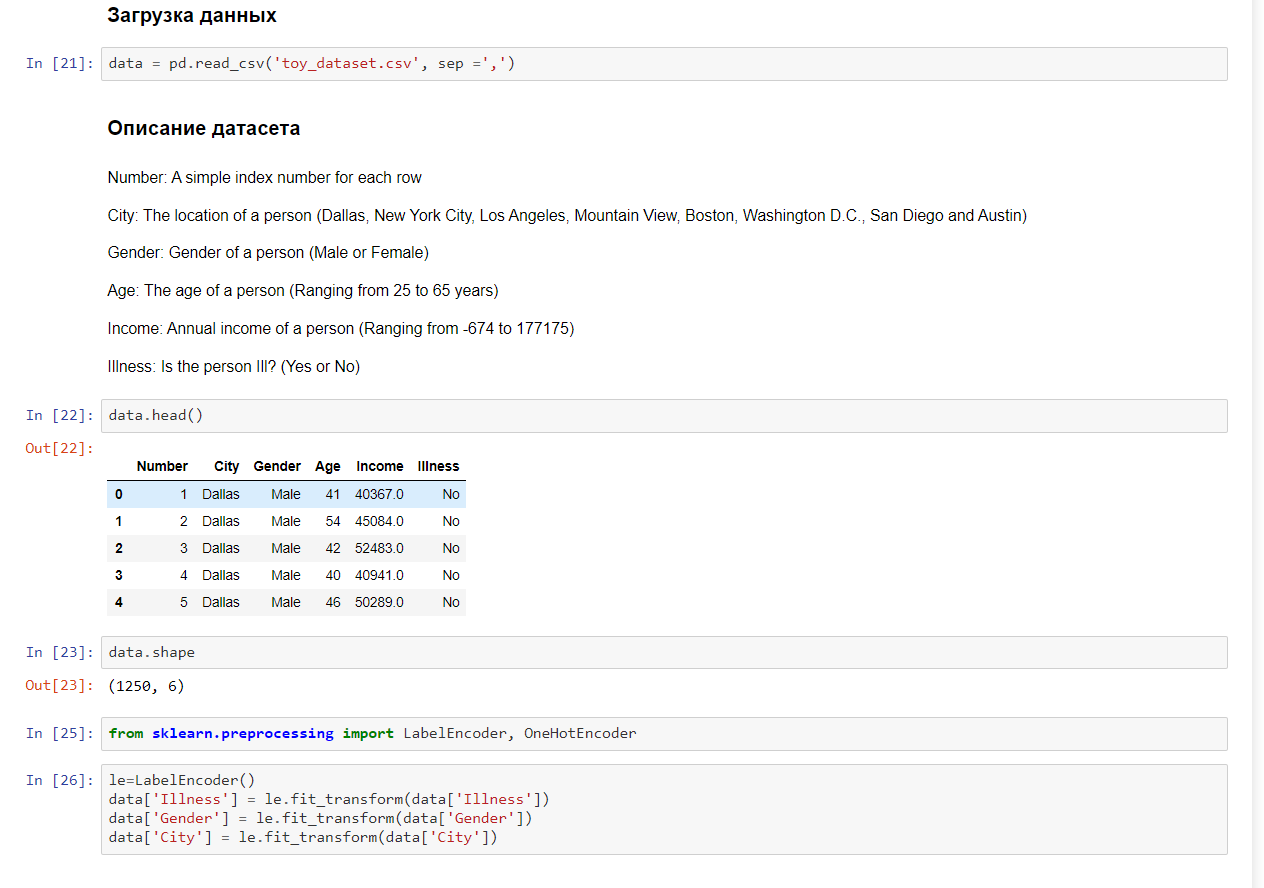 Загрузка данных
In [21]: data = pd.read_csv('toy_dataset.csv', sep =',')
Описание датасета
Number: A simple index number for each row
City: The location of a person (Dallas, New York City, Los Angeles, Mountain View, Boston, Washington D.C., San Diego and Austin)
Gender: Gender of a person (Male or Female)
Age: The age of a person (Ranging from 25 to 65 years)
Income: Annual income of a person (Ranging from -674 to 177175)
Illness: Is the person Ill? (Yes or No)
In [22]: data.head()
Out[22]:
Number City Gender Age Income Illness
0 1 Dallas Male 41 40367.0 No
1 2 Dallas Male 54 45084.0 No
2 3 Dallas Male 42 52483.0 No
3 4 Dallas Male 40 40941.0 No
4 5 Dallas Male 46 50289.0 No
In [23]: data.shape
Out[23]: (1250, 6)
In [25]: from sklearn.preprocessing import LabelEncoder, OneHotEncoder
In [26]: le=LabelEncoder()
data['Illness'] = le.fit_transform(data['Illness'])
data['Gender'] = le.fit_transform(data['Gender'])
data['City'] = le.fit_transform(data['City'])